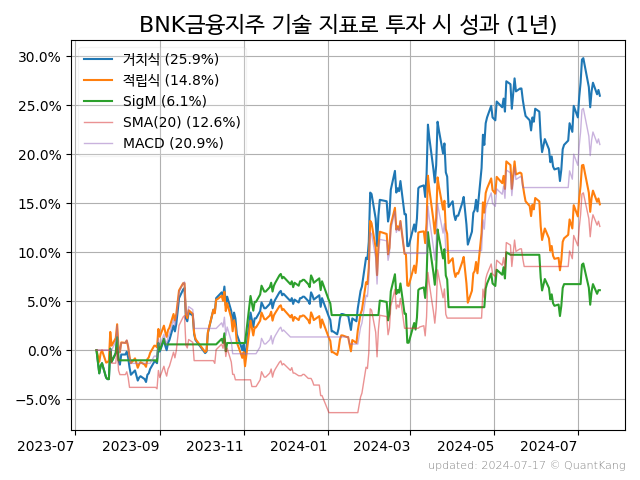 BNK금융지주 기술 지표로 투자 시 성과 (1년)
30.0%
25.0%
20.0%
15.0%
10.0%
5.0%
0.0%
−5.0%
거치식 (25.9%)
적립식 (14.8%)
SigM (6.1%)
SMA(20) (12.6%)
MACD (20.9%)
2023-07 2023-09 2023-11 2024-01 2024-03 2024-05 2024-07
updated: 2024-07-17 © QuantKang